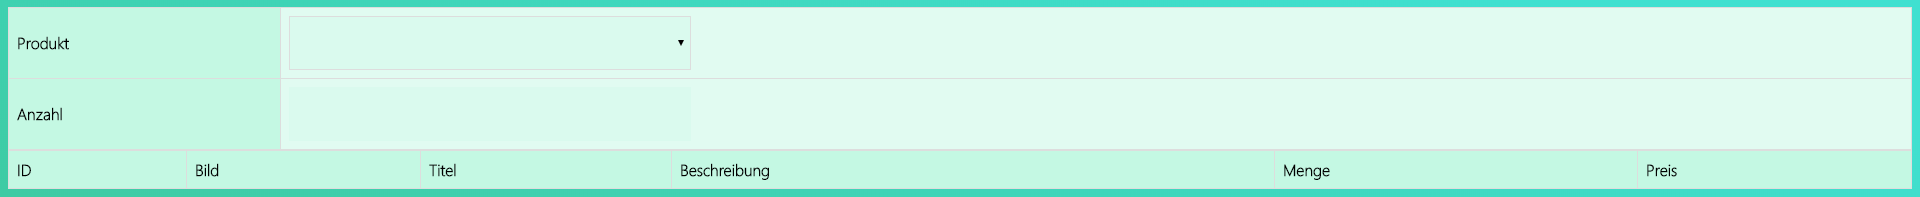 Produkt
Anzahl
ID Bild Titel Beschreibung Menge Preis